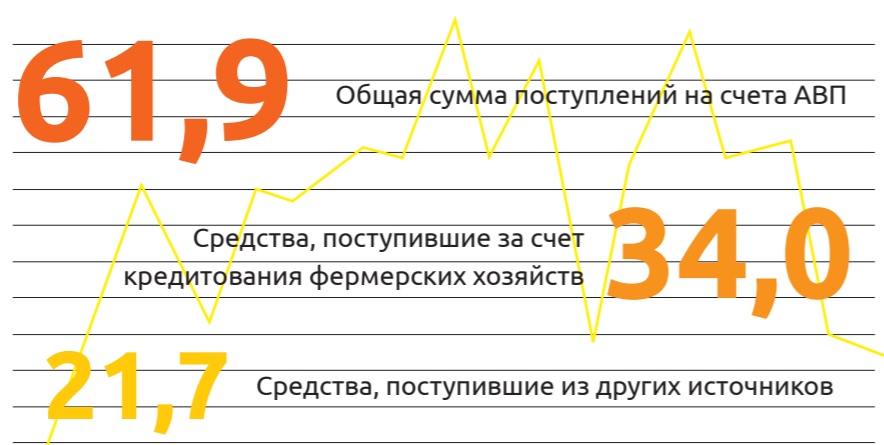 61,9
Общая сумма поступлений на счета АВП
Средства, поступившие за счет
кредитования фермерских хозяйств
34,0
21,7
Средства, поступившие из других источников